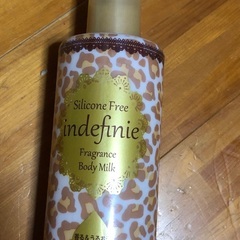 Silicone Free
indefinie
Fragrance
Body Milk